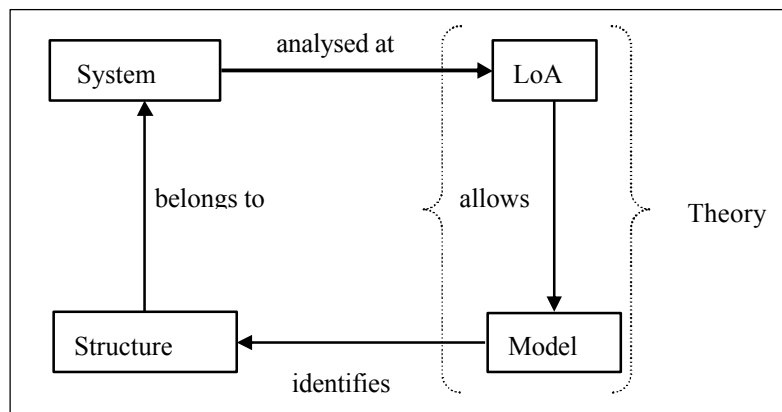 analysed at
System
LoA
belongs to
allows
Theory
Structure
Model
identifies